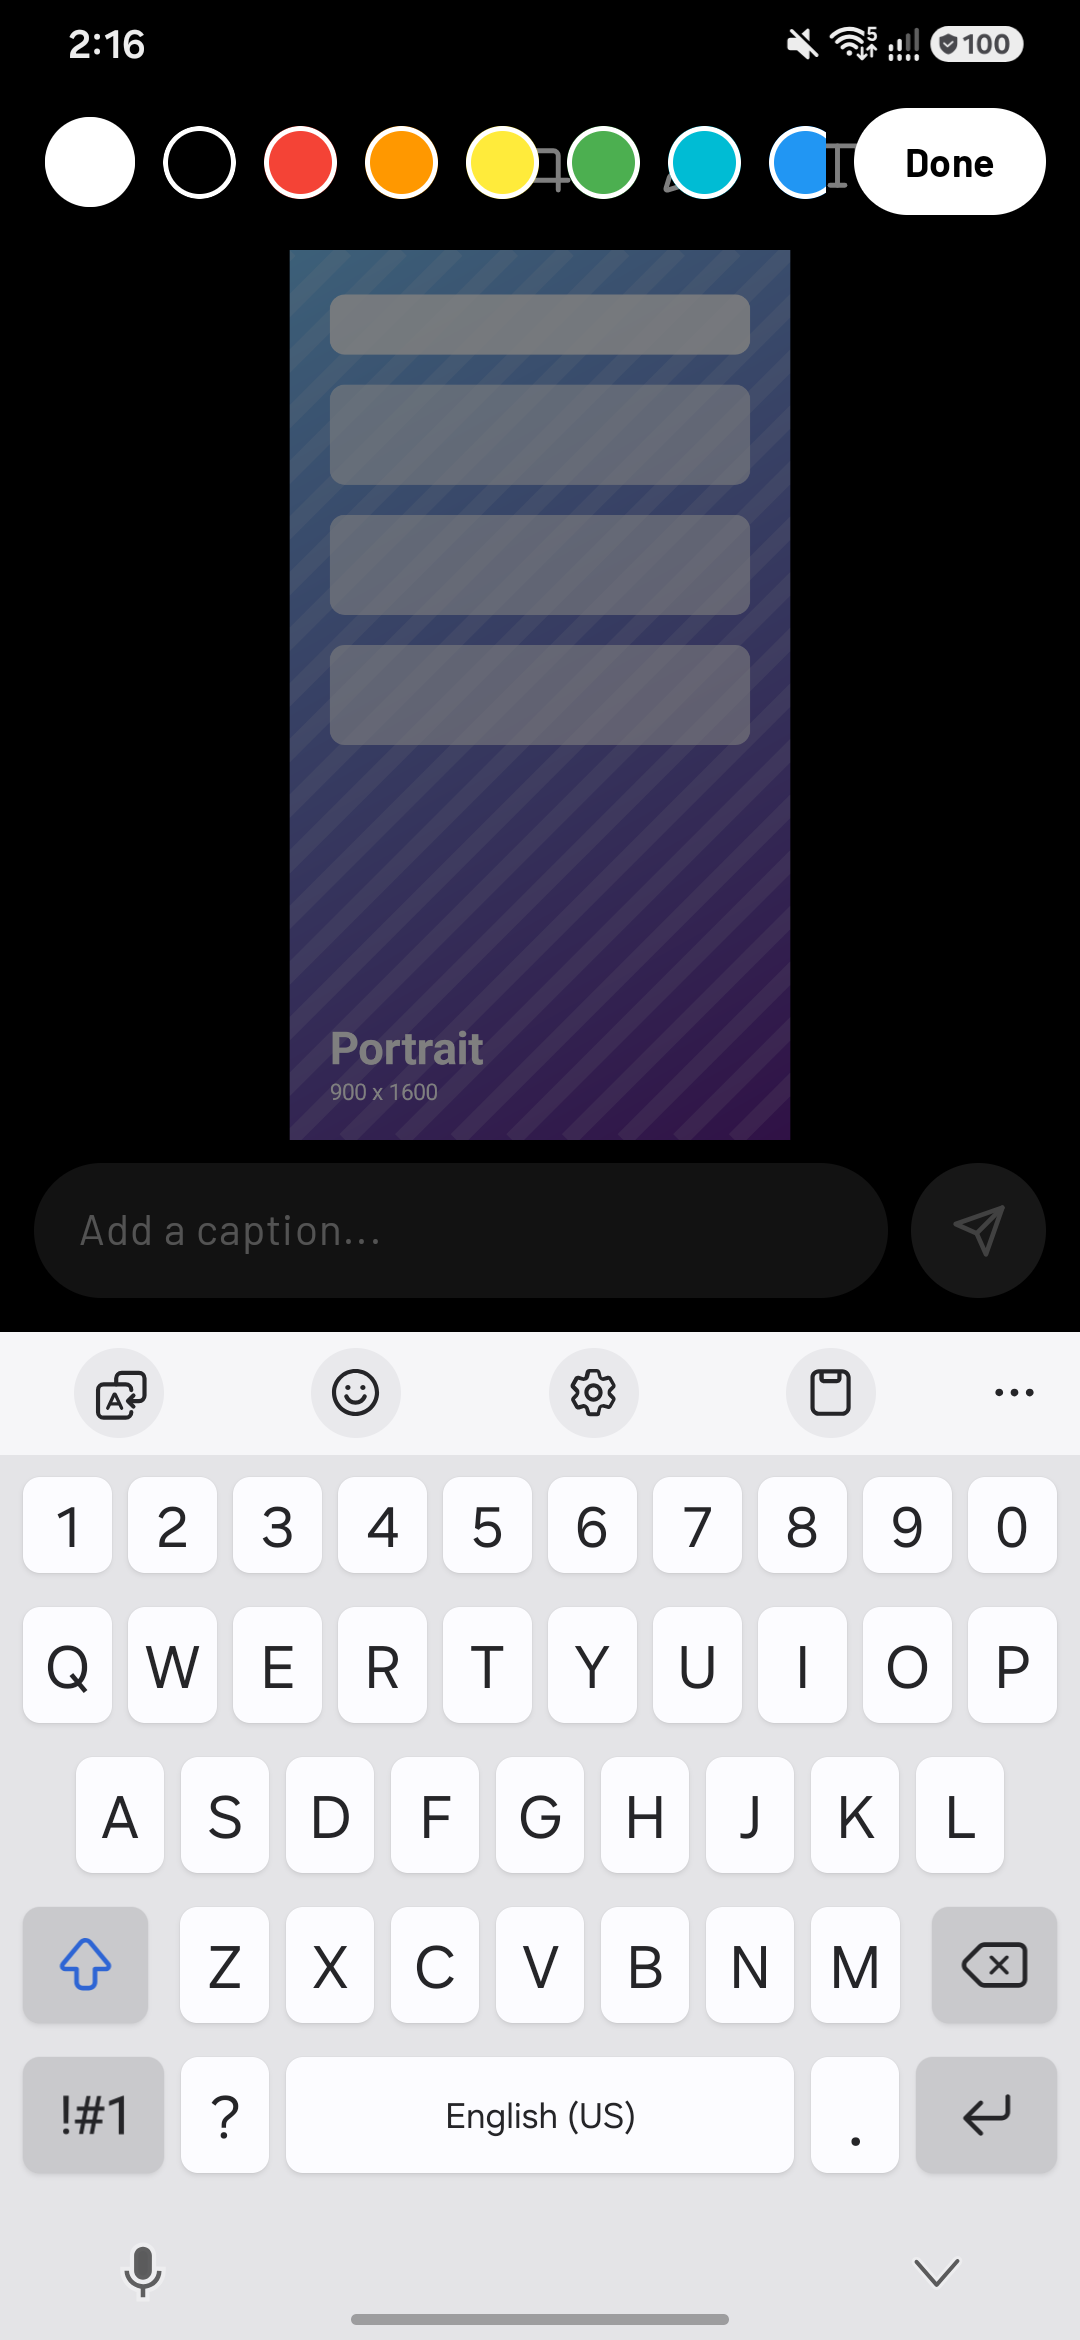 2:16
5
100
Done
Portrait
900 x 1600
Add a caption...
1 2 3 4 5 6 7 8 9 0
Q W E R T Y U I O P
A S D F G H J K L
Z X C V B N M
!#1 ? English (US) .